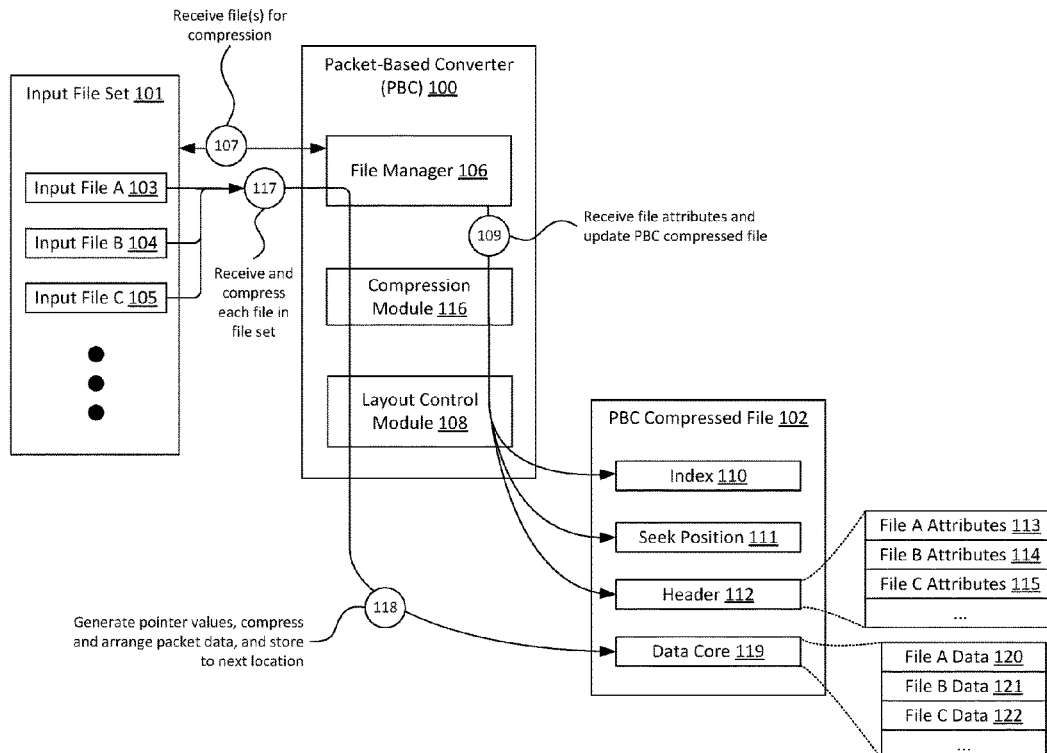 Receive file(s) for
compression
Packet-Based Converter
(PBC) 100
Input File Set 101
107
File Manager 106
Input File A 103
117
Input File B 104
109
Receive file attributes and
update PBC compressed file
Input File C 105
Receive and
compress
each file in
file set
Compression
Module 116
Layout Control
Module 108
PBC Compressed File 102
Index 110
Seek Position 111
Header 112
Data Core 119
File A Attributes 113
File B Attributes 114
File C Attributes 115
...
118
Generate pointer values, compress
and arrange packet data, and store
to next location
File A Data 120
File B Data 121
File C Data 122
...